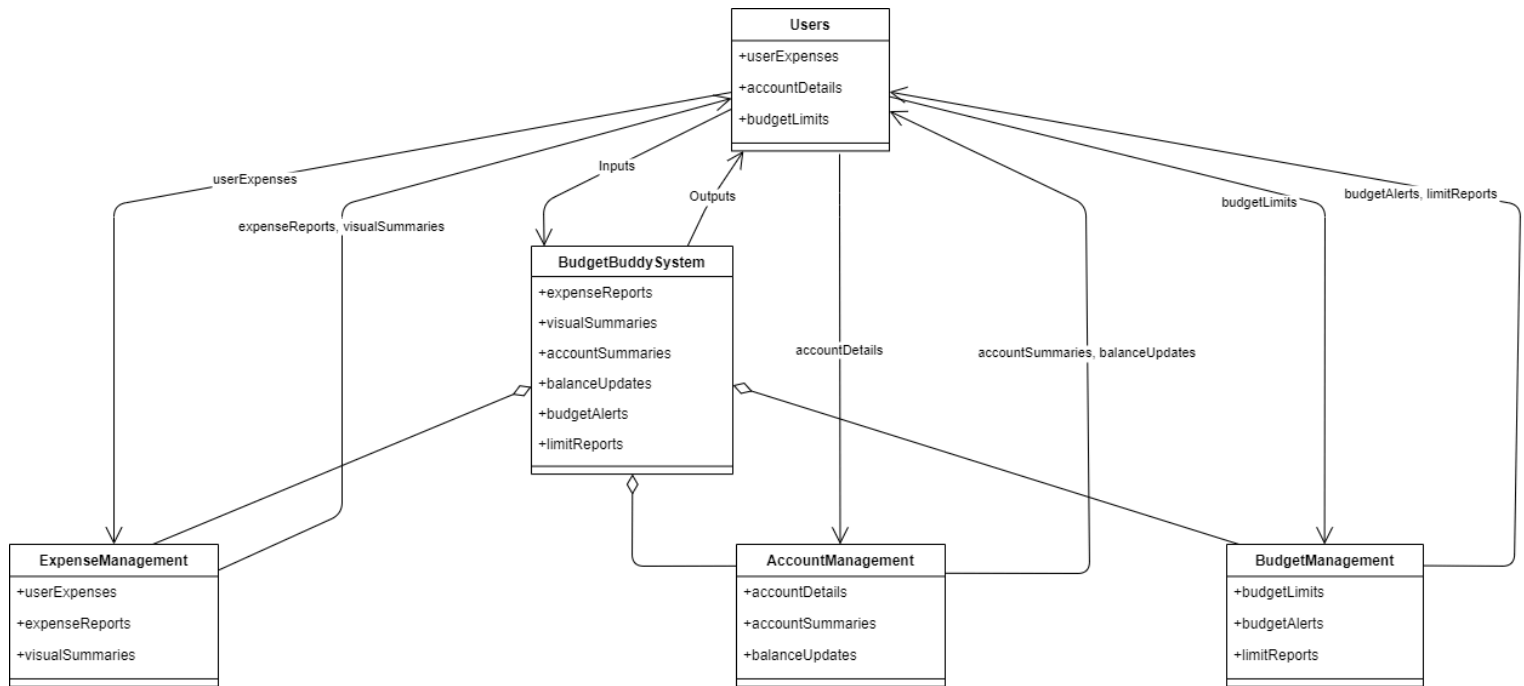 Users
+userExpenses
+accountDetails
+budgetLimits
userExpenses
Inputs
Outputs
expenseReports, visualSummaries
budgetLimits
budgetAlerts, limitReports
BudgetBuddySystem
+expenseReports
+visualSummaries
+accountSummaries
+balanceUpdates
+budgetAlerts
+limitReports
accountDetails
accountSummaries, balanceUpdates
ExpenseManagement
+userExpenses
+expenseReports
+visualSummaries
AccountManagement
+accountDetails
+accountSummaries
+balanceUpdates
BudgetManagement
+budgetLimits
+budgetAlerts
+limitReports